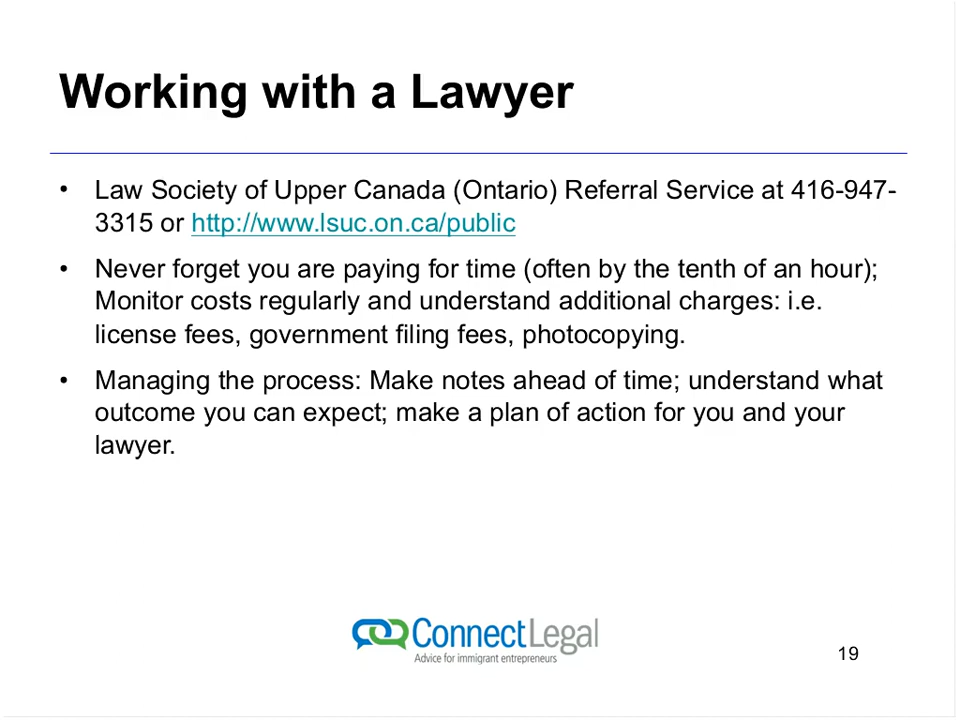 Working with a Lawyer
• Law Society of Upper Canada (Ontario) Referral Service at 416-947-
3315 or http://www.lsuc.on.ca/public
• Never forget you are paying for time (often by the tenth of an hour);
Monitor costs regularly and understand additional charges: i.e.
license fees, government filing fees, photocopying.
• Managing the process: Make notes ahead of time; understand what
outcome you can expect; make a plan of action for you and your
lawyer.
ConnectLegal
Advice for immigrant entrepreneurs
19